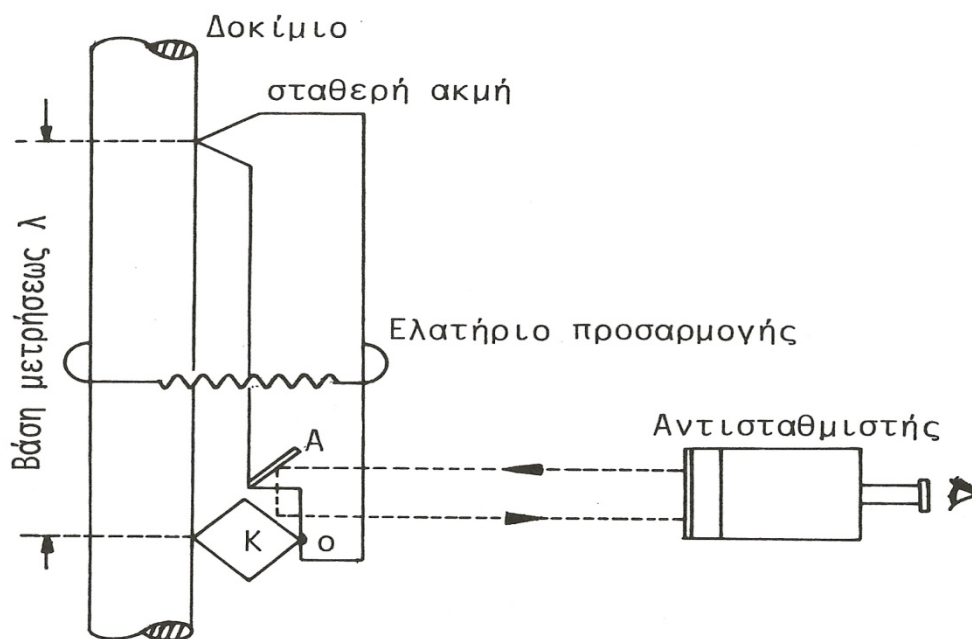 Δοκίμιο
σταθερή ακμή
Βάση μετρήσεως λ
Ελατήριο προσαρμογής
Α
Αντισταθμιστής
Κ
ο